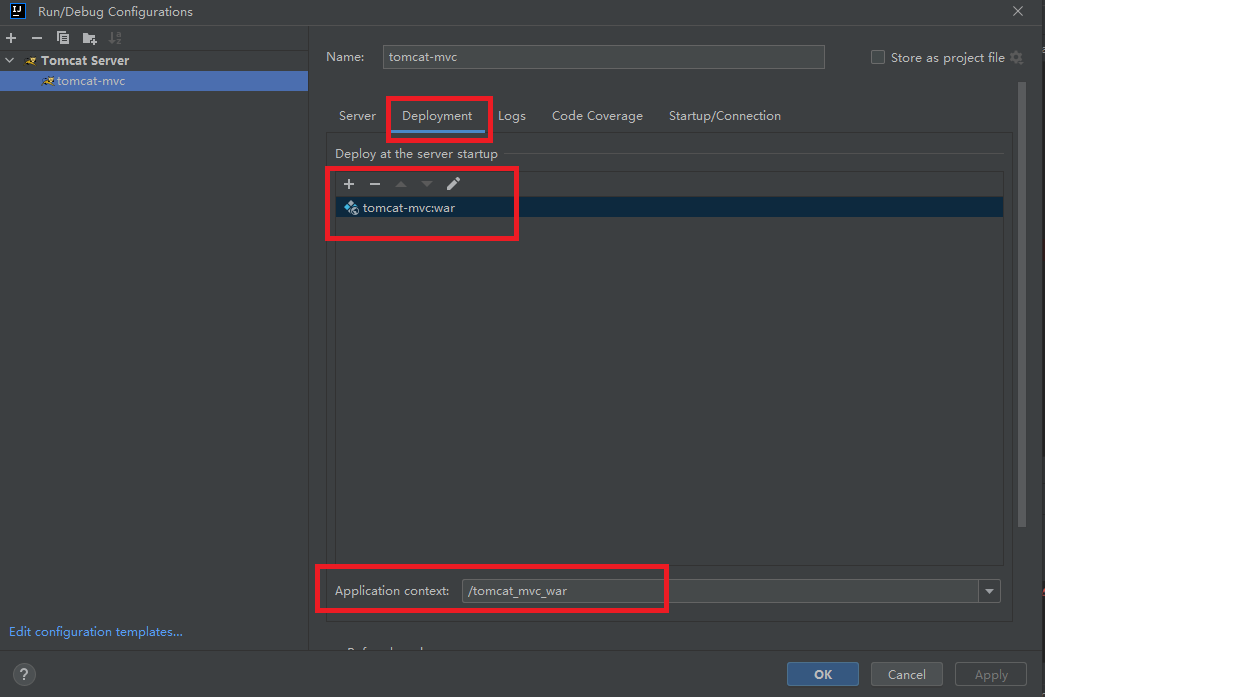 Run/Debug Configurations
Tomcat Server
tomcat-mvc
Edit configuration templates...
Name: tomcat-mvc Store as project file
Server Deployment Logs Code Coverage Startup/Connection
Deploy at the server startup
tomcat-mvc:war
Application context: /tomcat_mvc_war
? OK Cancel Apply